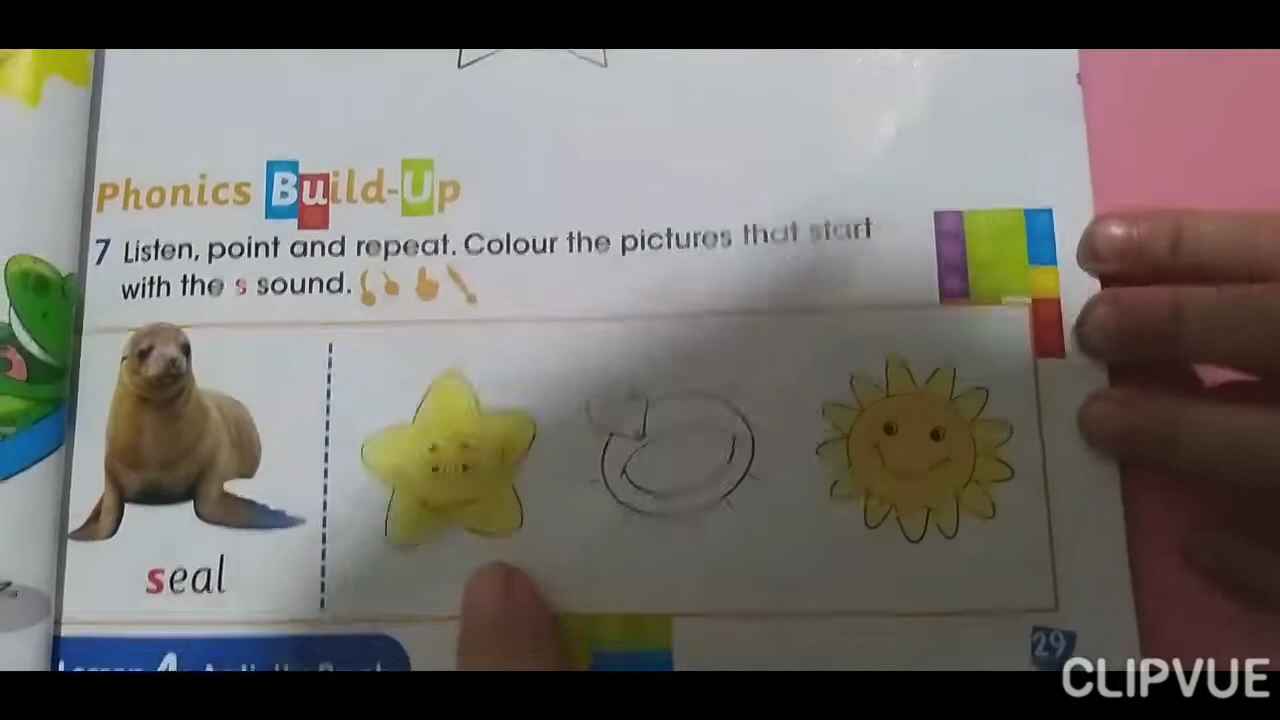 Phonics Build-Up
7 Listen, point and repeat. Colour the pictures that start
with the s sound.
seal
29
CLIPVUE